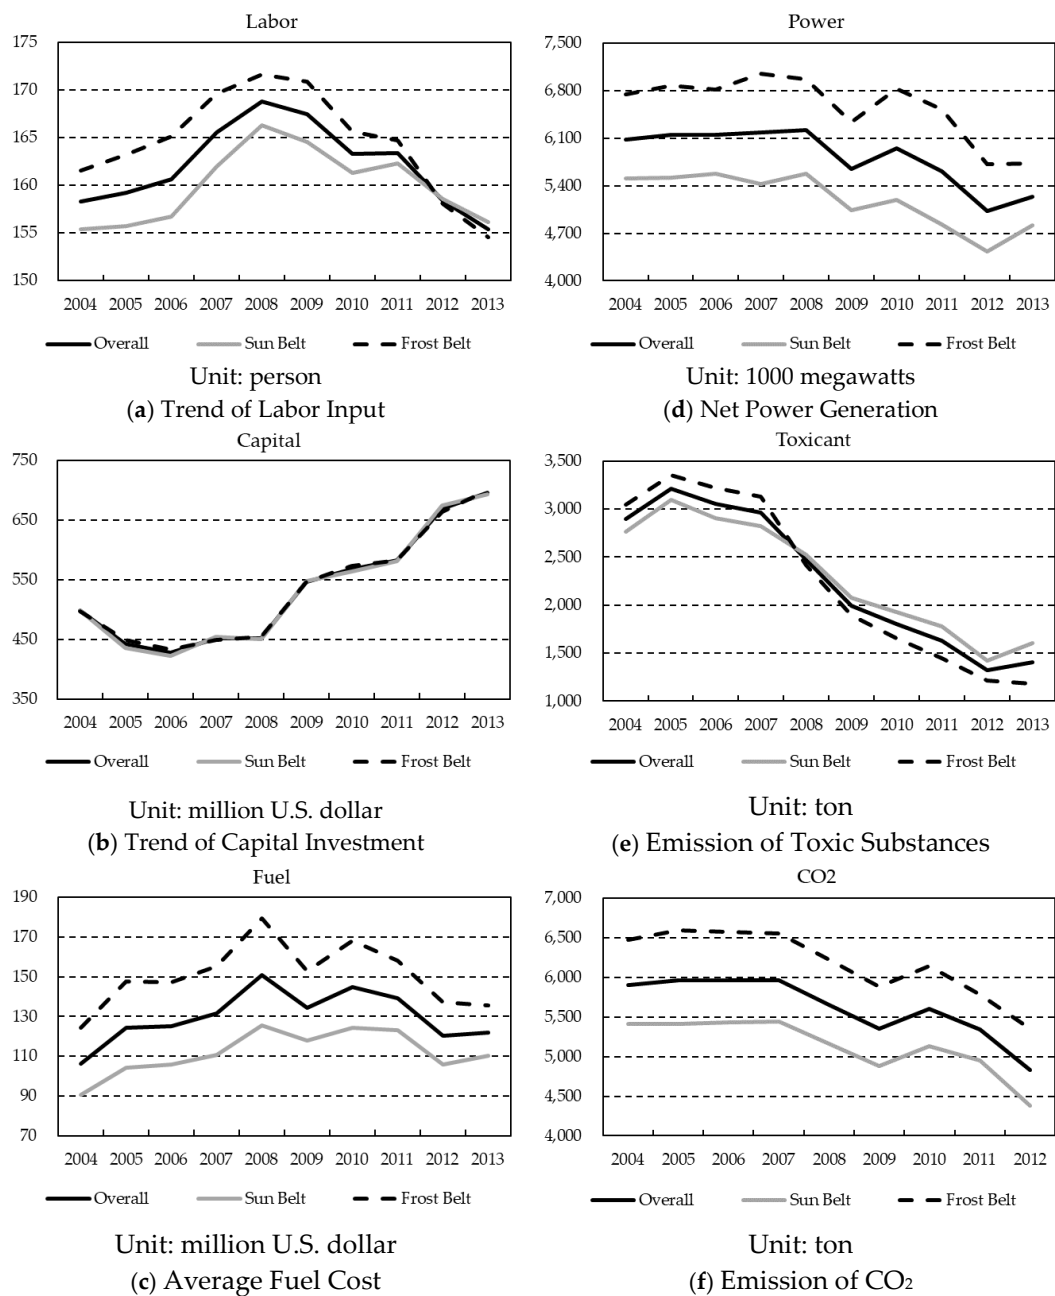 Labor
175
170
165
160
155
150
2004 2005 2006 2007 2008 2009 2010 2011 2012 2013
Overall Sun Belt Frost Belt
Unit: person
(a) Trend of Labor Input
Power
7,500
6,800
6,100
5,400
4,700
4,000
2004 2005 2006 2007 2008 2009 2010 2011 2012 2013
Overall Sun Belt Frost Belt
Unit: 1000 megawatts
(d) Net Power Generation
Capital
750
650
550
450
350
2004 2005 2006 2007 2008 2009 2010 2011 2012 2013
Overall Sun Belt Frost Belt
Unit: million U.S. dollar
(b) Trend of Capital Investment
Toxicant
3,500
3,000
2,500
2,000
1,500
1,000
2004 2005 2006 2007 2008 2009 2010 2011 2012 2013
Overall Sun Belt Frost Belt
Unit: ton
(e) Emission of Toxic Substances
Fuel
190
170
150
130
110
90
70
2004 2005 2006 2007 2008 2009 2010 2011 2012 2013
Overall Sun Belt Frost Belt
Unit: million U.S. dollar
(c) Average Fuel Cost
CO2
7,000
6,500
6,000
5,500
5,000
4,500
4,000
2004 2005 2006 2007 2008 2009 2010 2011 2012
Overall Sun Belt Frost Belt
Unit: ton
(f) Emission of CO₂